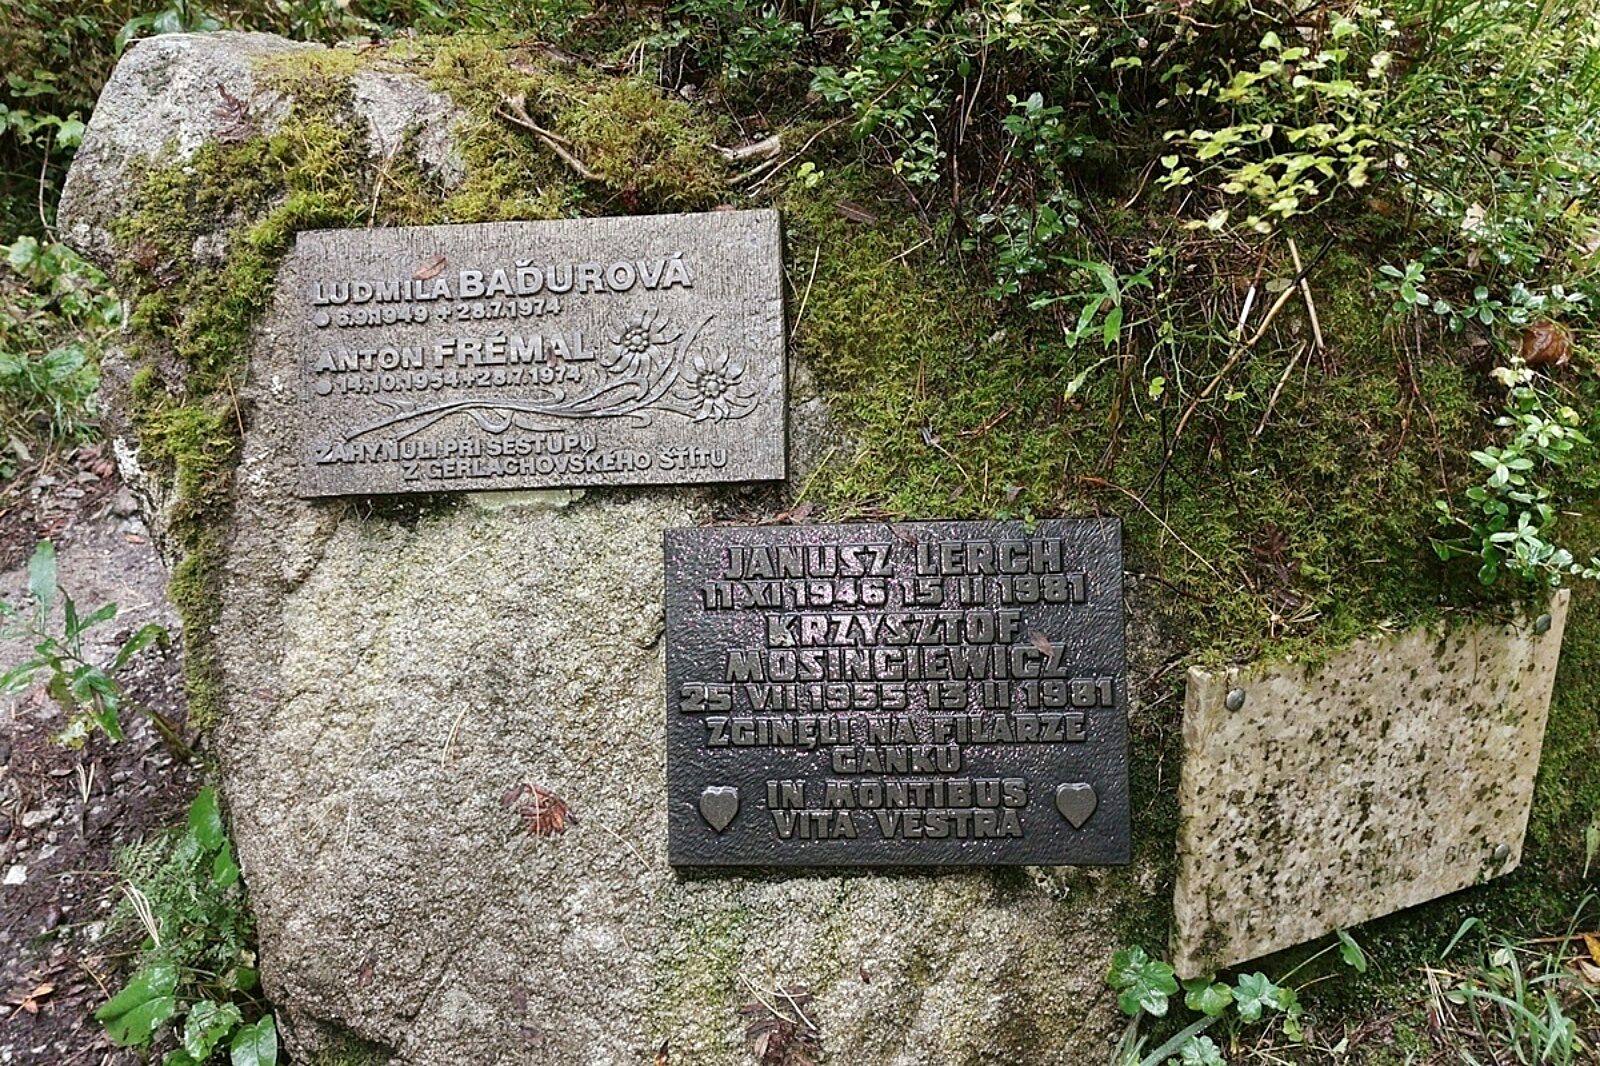 LUDMILA BAĎUROVÁ
● 6.9.1949 + 28.7.1974
ANTON FRÉMAL
● 14.10.1954 + 28.7.1974
ZAHYNULI PŘI SESTUPU
Z GERLACHOVSKÉHO ŠTÍTU
JANUSZ LERCH
11 XI 1946 15 II 1981
KRZYSZTOF
MOSINGIEWICZ
25 VII 1955 13 II 1981
ZGINĘLI NA FILARZE
GANKU
IN MONTIBUS
VITA VESTRA